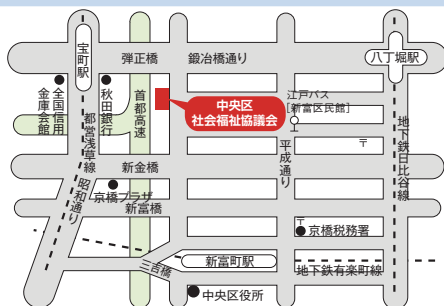 宝町駅
弾正橋
鍛冶橋通り
八丁堀駅
全国信用
金庫会館
秋田銀行
首都高速
中央区
社会福祉協議会
江戸バス
[新富区民館]
都営浅草線
昭和通り
新金橋
京橋プラザ
新富橋
平成通り
〒
地下鉄日比谷線
〒
京橋税務署
三吉橋
新富町駅
地下鉄有楽町線
中央区役所